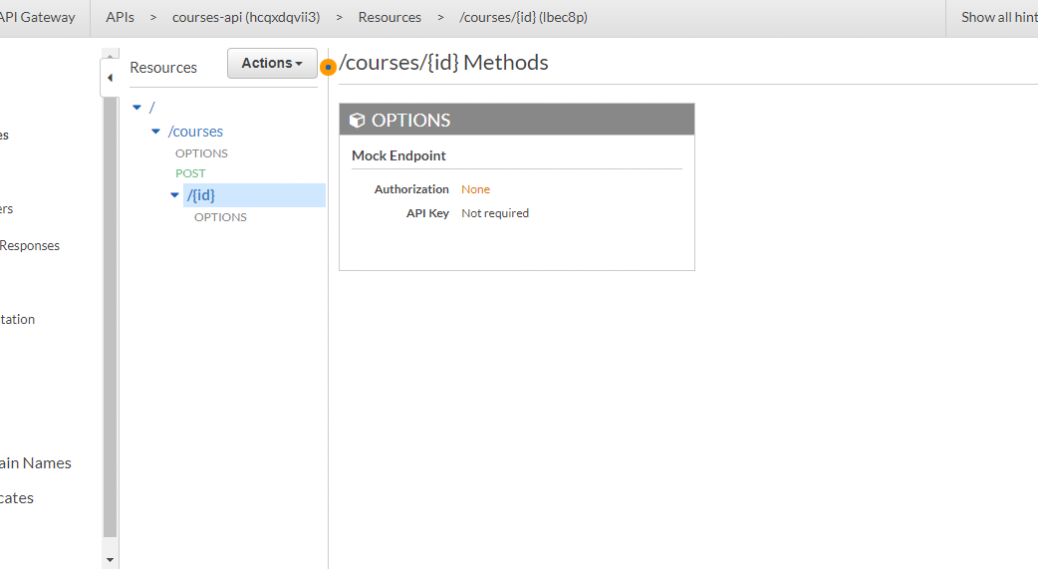 API Gateway APIs > courses-api (hcqxdqvii3) > Resources > /courses/{id} (lbec8p) Show all hint
Resources Actions /courses/{id} Methods
/
/courses
OPTIONS
POST
/{id}
OPTIONS
OPTIONS
Mock Endpoint
Authorization None
API Key Not required
es
ers
Responses
tation
ain Names
cates